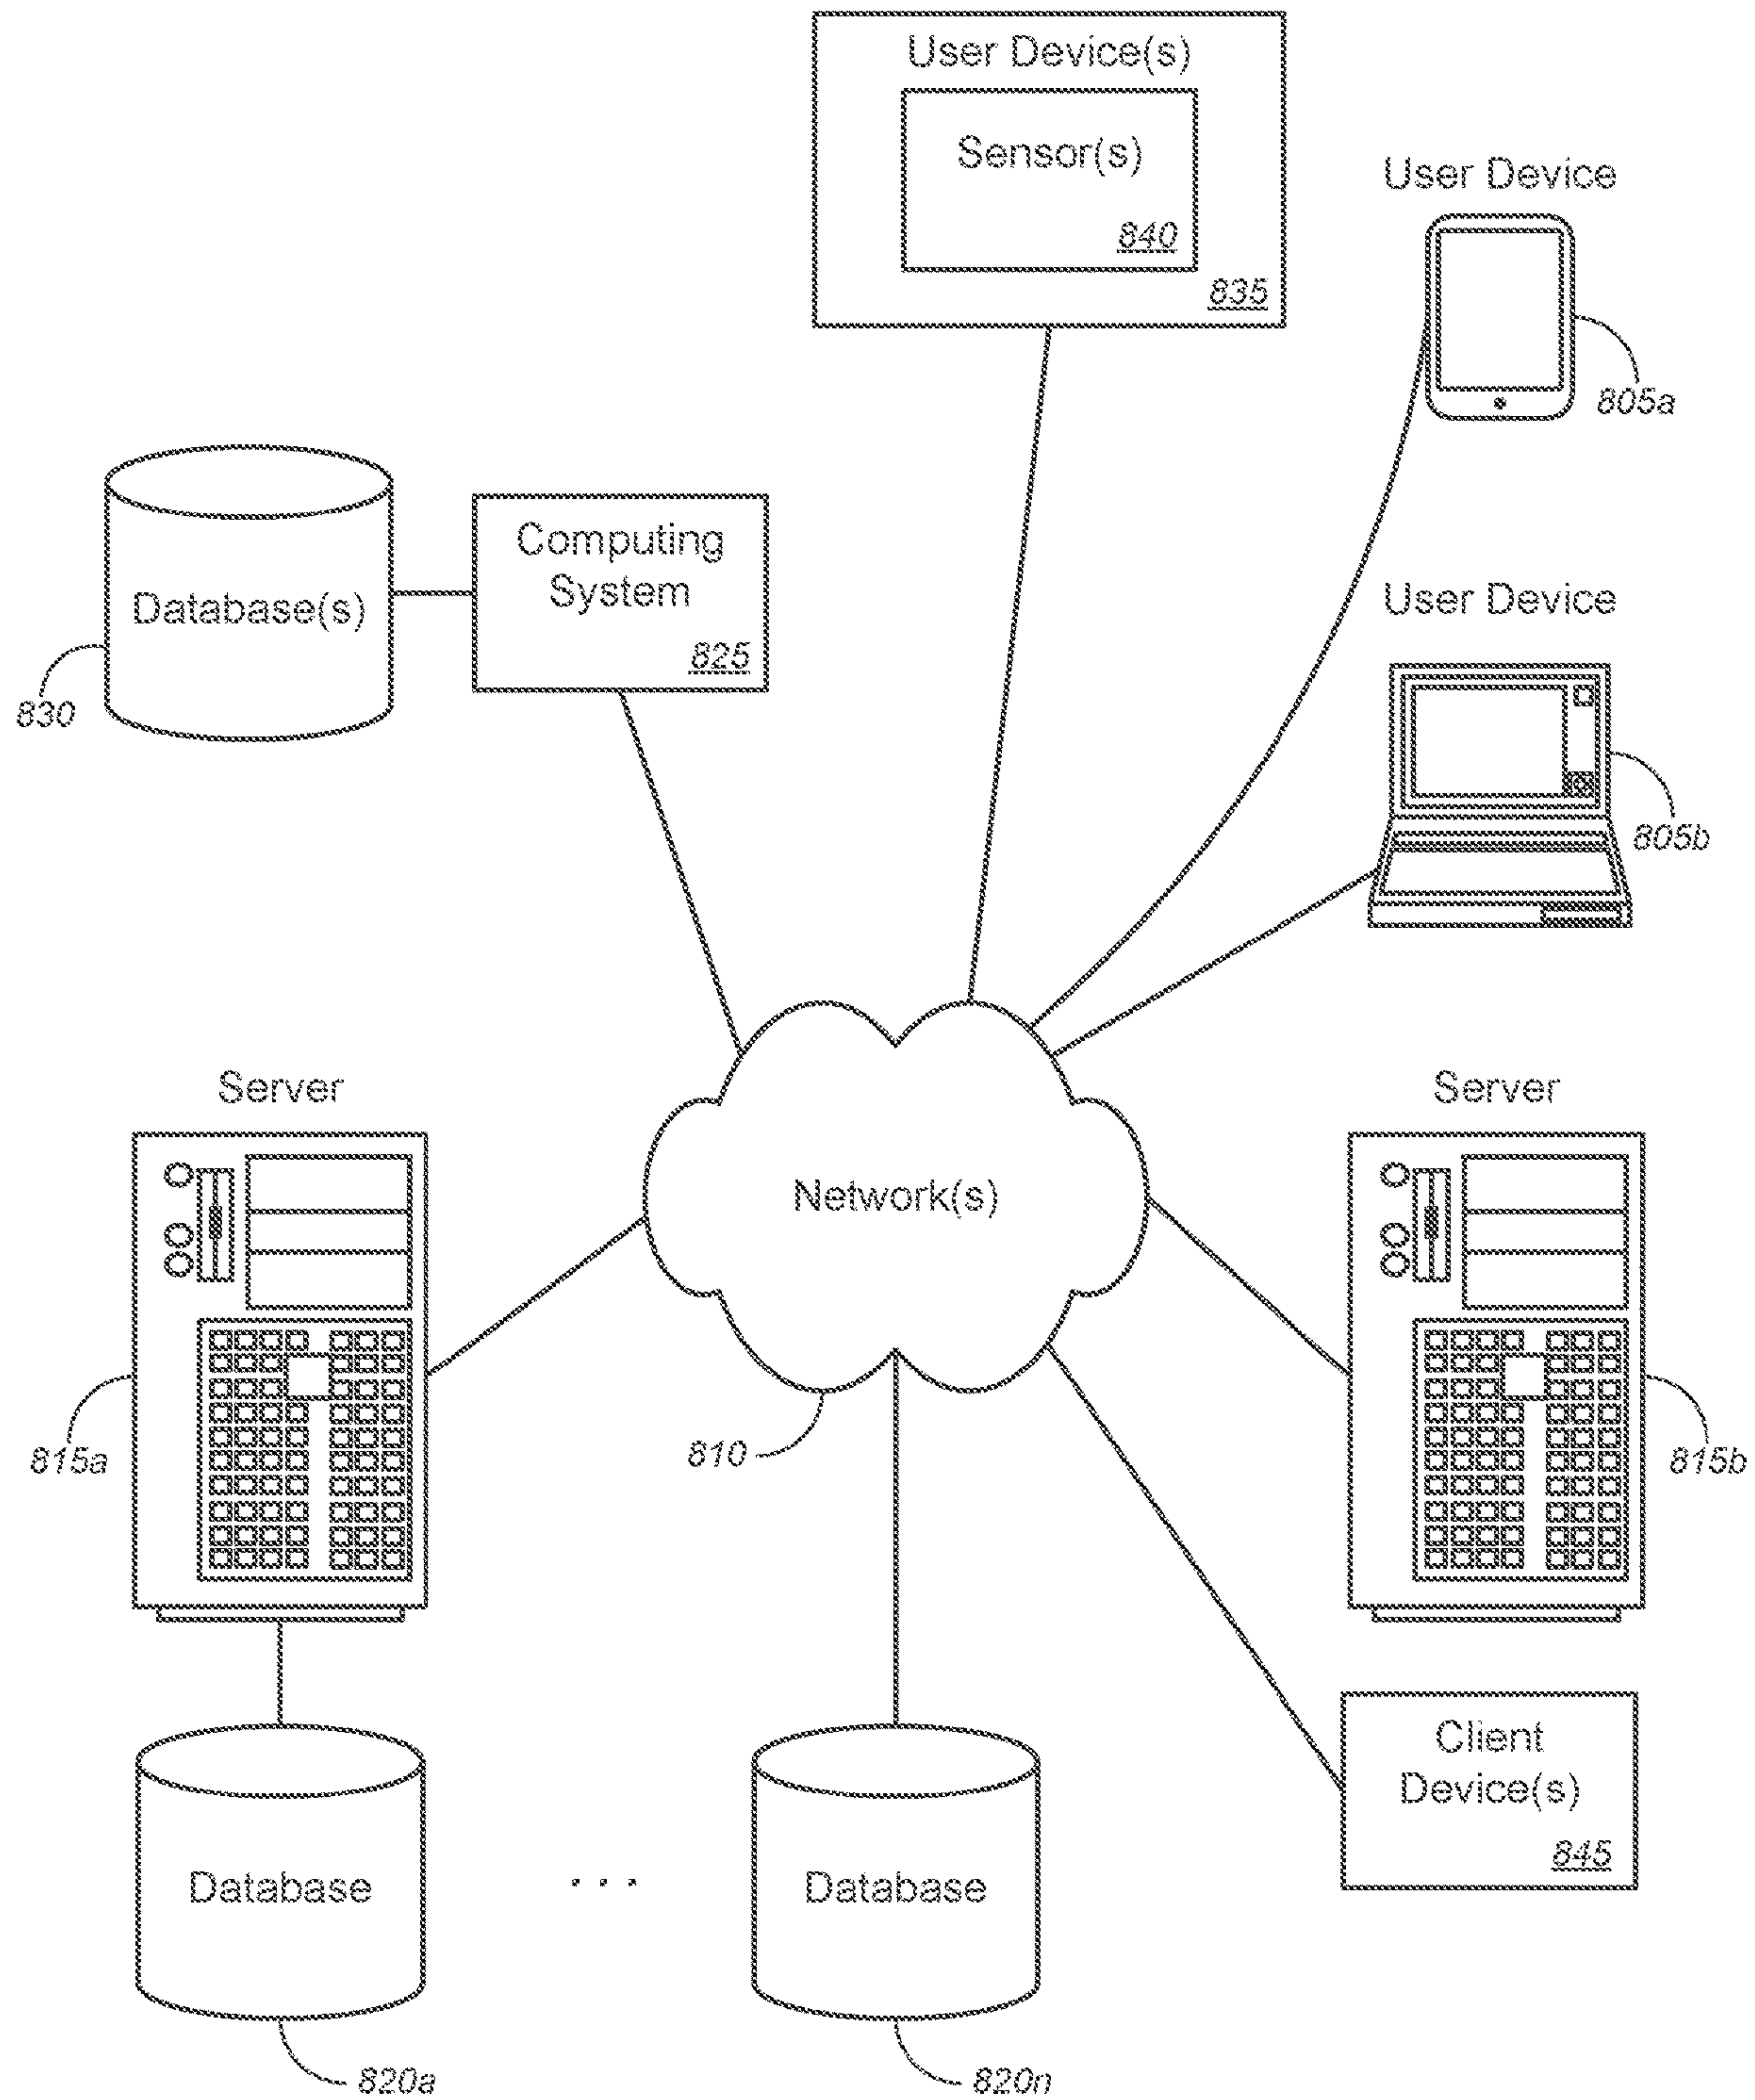 User Device(s)
Sensor(s)
840
835
User Device
805a
Computing
System
825
Database(s)
830
User Device
805b
Server
Server
Network(s)
815a
810
815b
Client
Device(s)
845
Database
. . .
Database
820a
820n